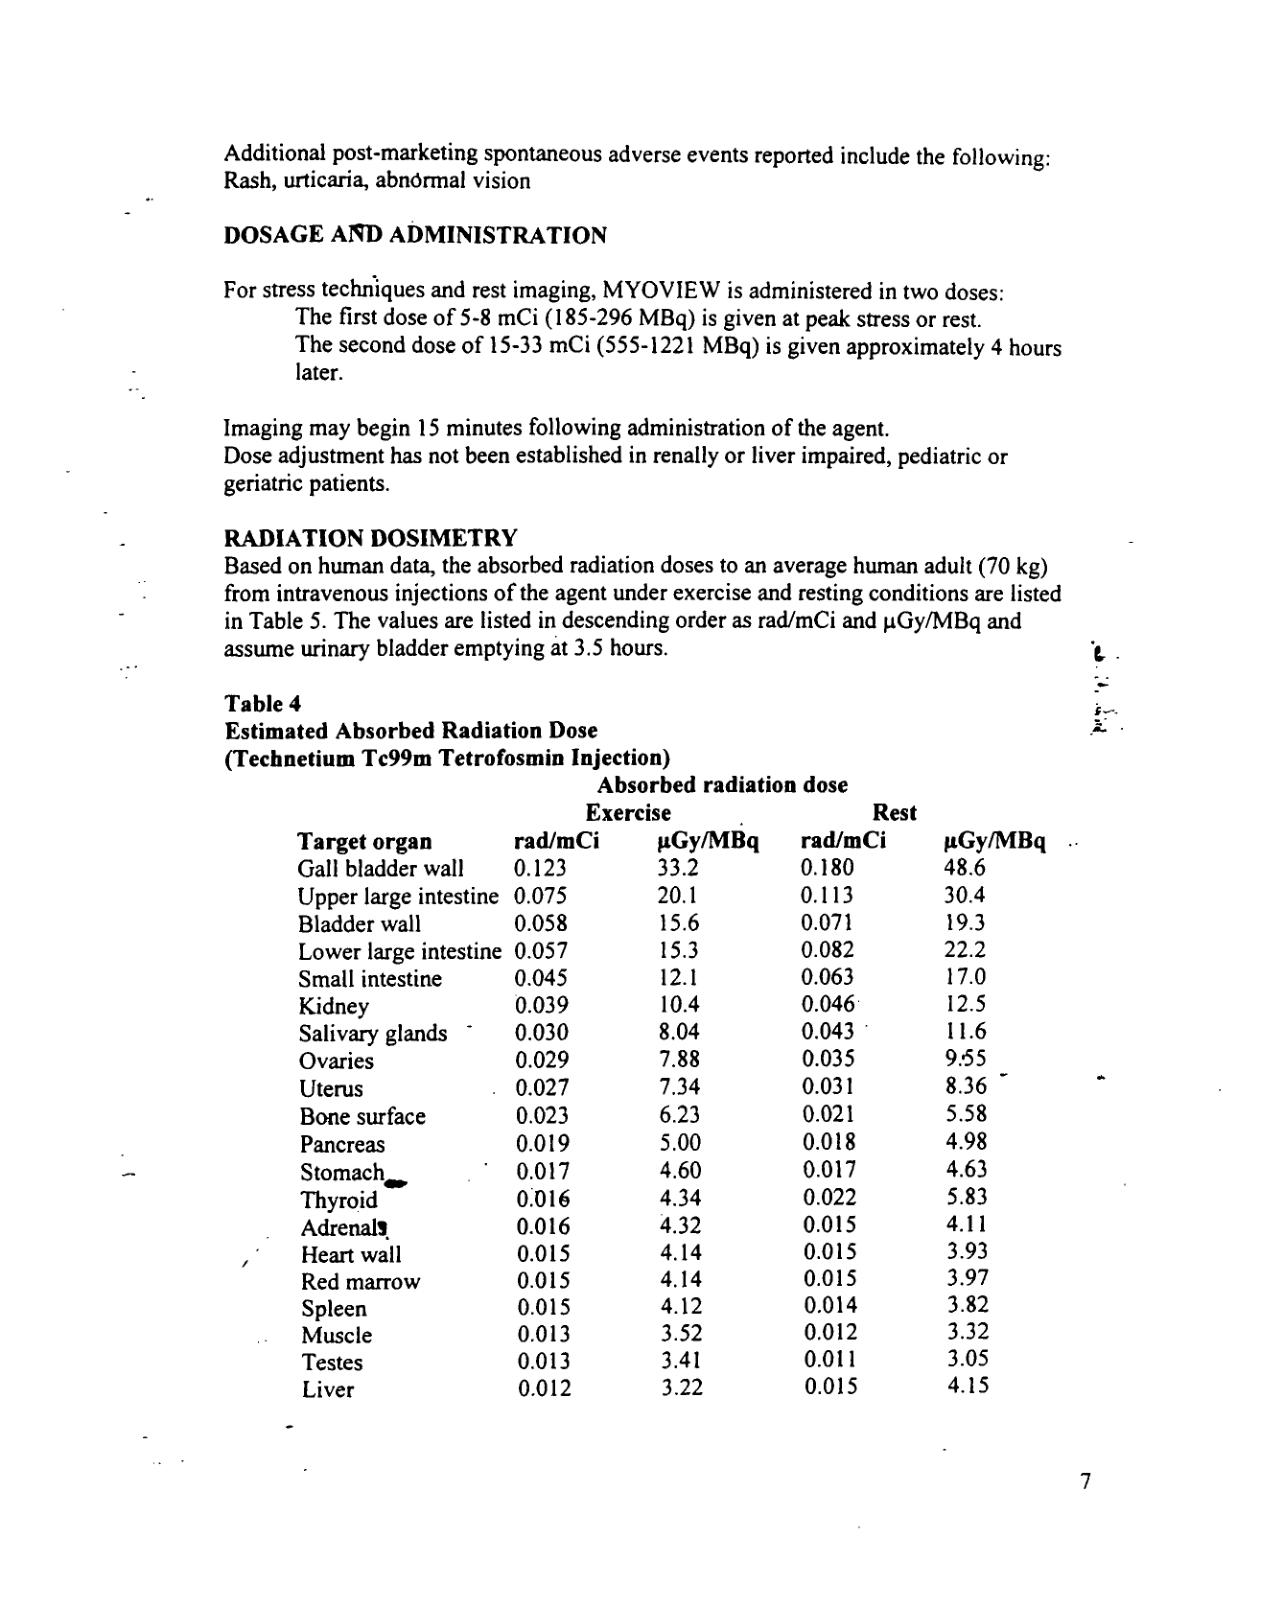 Additional post-marketing spontaneous adverse events reported include the following:
Rash, urticaria, abnormal vision
DOSAGE AND ADMINISTRATION
For stress techniques and rest imaging, MYOVIEW is administered in two doses:
The first dose of 5-8 mCi (185-296 MBq) is given at peak stress or rest.
The second dose of 15-33 mCi (555-1221 MBq) is given approximately 4 hours
later.
Imaging may begin 15 minutes following administration of the agent.
Dose adjustment has not been established in renally or liver impaired, pediatric or
geriatric patients.
RADIATION DOSIMETRY
Based on human data, the absorbed radiation doses to an average human adult (70 kg)
from intravenous injections of the agent under exercise and resting conditions are listed
in Table 5. The values are listed in descending order as rad/mCi and µGy/MBq and
assume urinary bladder emptying at 3.5 hours.
Table 4
Estimated Absorbed Radiation Dose
(Technetium Tc99m Tetrofosmin Injection)
Absorbed radiation dose
Exercise Rest
Target organ rad/mCi µGy/MBq rad/mCi µGy/MBq
Gall bladder wall 0.123 33.2 0.180 48.6
Upper large intestine 0.075 20.1 0.113 30.4
Bladder wall 0.058 15.6 0.071 19.3
Lower large intestine 0.057 15.3 0.082 22.2
Small intestine 0.045 12.1 0.063 17.0
Kidney 0.039 10.4 0.046 12.5
Salivary glands 0.030 8.04 0.043 11.6
Ovaries 0.029 7.88 0.035 9.55
Uterus 0.027 7.34 0.031 8.36
Bone surface 0.023 6.23 0.021 5.58
Pancreas 0.019 5.00 0.018 4.98
Stomach 0.017 4.60 0.017 4.63
Thyroid 0.016 4.34 0.022 5.83
Adrenals 0.016 4.32 0.015 4.11
Heart wall 0.015 4.14 0.015 3.93
Red marrow 0.015 4.14 0.015 3.97
Spleen 0.015 4.12 0.014 3.82
Muscle 0.013 3.52 0.012 3.32
Testes 0.013 3.41 0.011 3.05
Liver 0.012 3.22 0.015 4.15
7